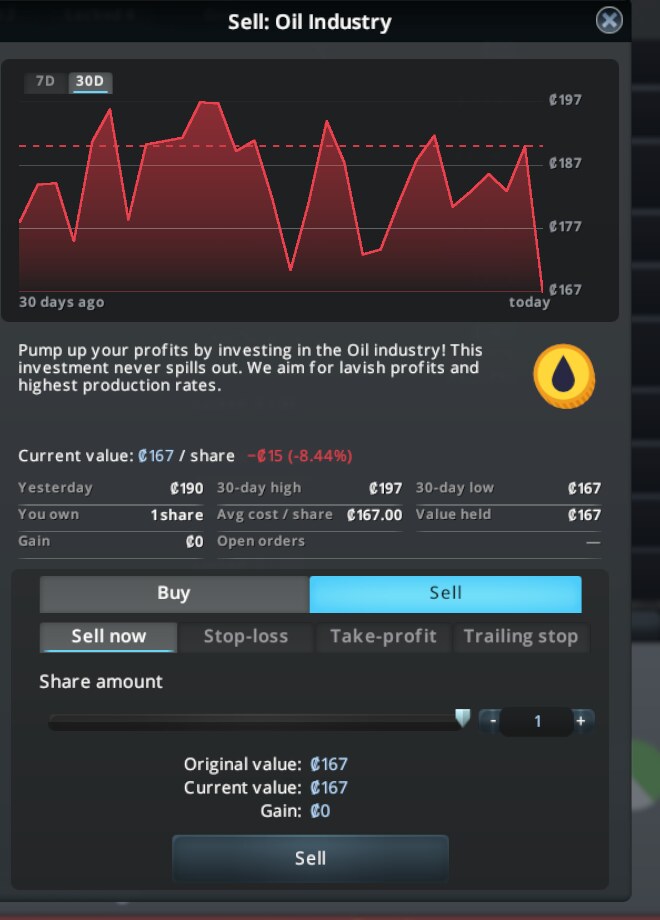 Sell: Oil Industry
7D 30D
₡197
₡187
₡177
₡167
30 days ago today
Pump up your profits by investing in the Oil industry! This
investment never spills out. We aim for lavish profits and
highest production rates.
Current value: ₡167 / share −₡15 (-8.44%)
Yesterday ₡190 30-day high ₡197 30-day low ₡167
You own 1 share Avg cost / share ₡167.00 Value held ₡167
Gain ₡0 Open orders —
Buy Sell
Sell now Stop-loss Take-profit Trailing stop
Share amount
- 1 +
Original value: ₡167
Current value: ₡167
Gain: ₡0
Sell